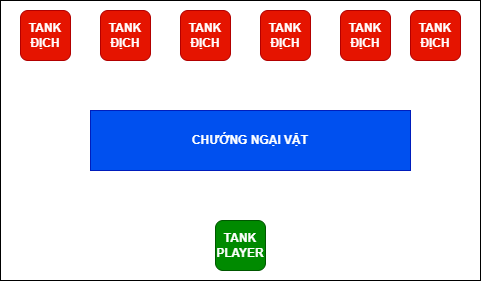 TANK TANK TANK TANK TANK TANK
ĐỊCH ĐỊCH ĐỊCH ĐỊCH ĐỊCH ĐỊCH
CHƯỚNG NGẠI VẬT
TANK
PLAYER